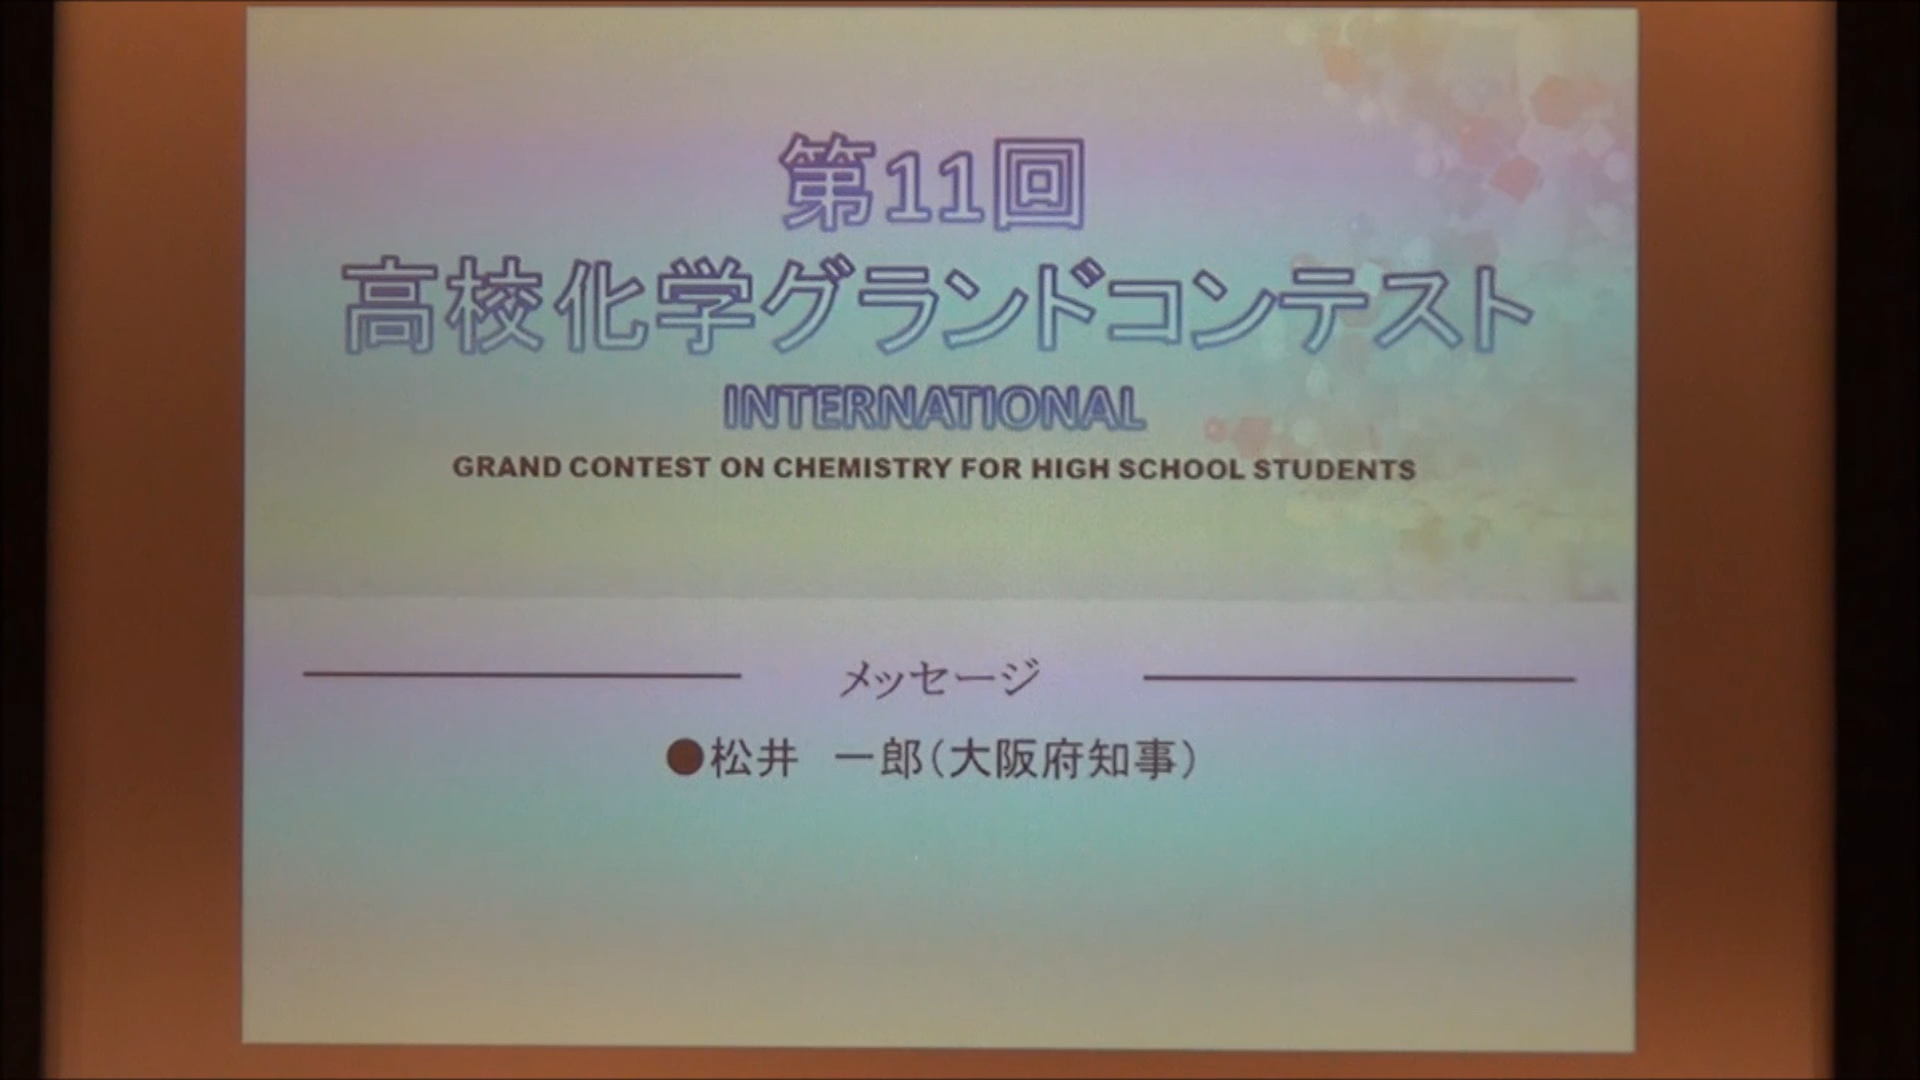 第11回
高校化学グランドコンテスト
INTERNATIONAL
GRAND CONTEST ON CHEMISTRY FOR HIGH SCHOOL STUDENTS
メッセージ
●松井　一郎（大阪府知事）